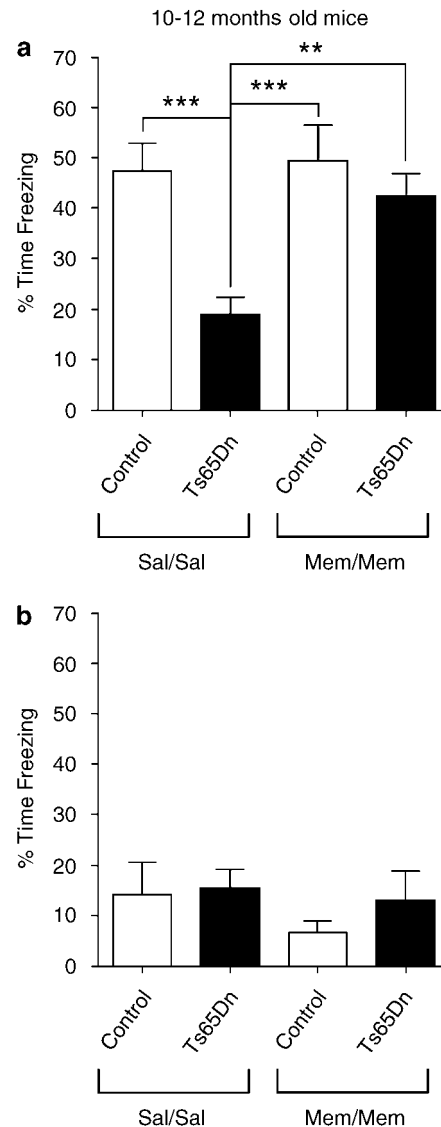 10-12 months old mice
a
70
60
50
40
30
20
10
0
% Time Freezing
***
***
**
Control
Ts65Dn
Control
Ts65Dn
Sal/Sal
Mem/Mem
b
70
60
50
40
30
20
10
0
% Time Freezing
Control
Ts65Dn
Control
Ts65Dn
Sal/Sal
Mem/Mem